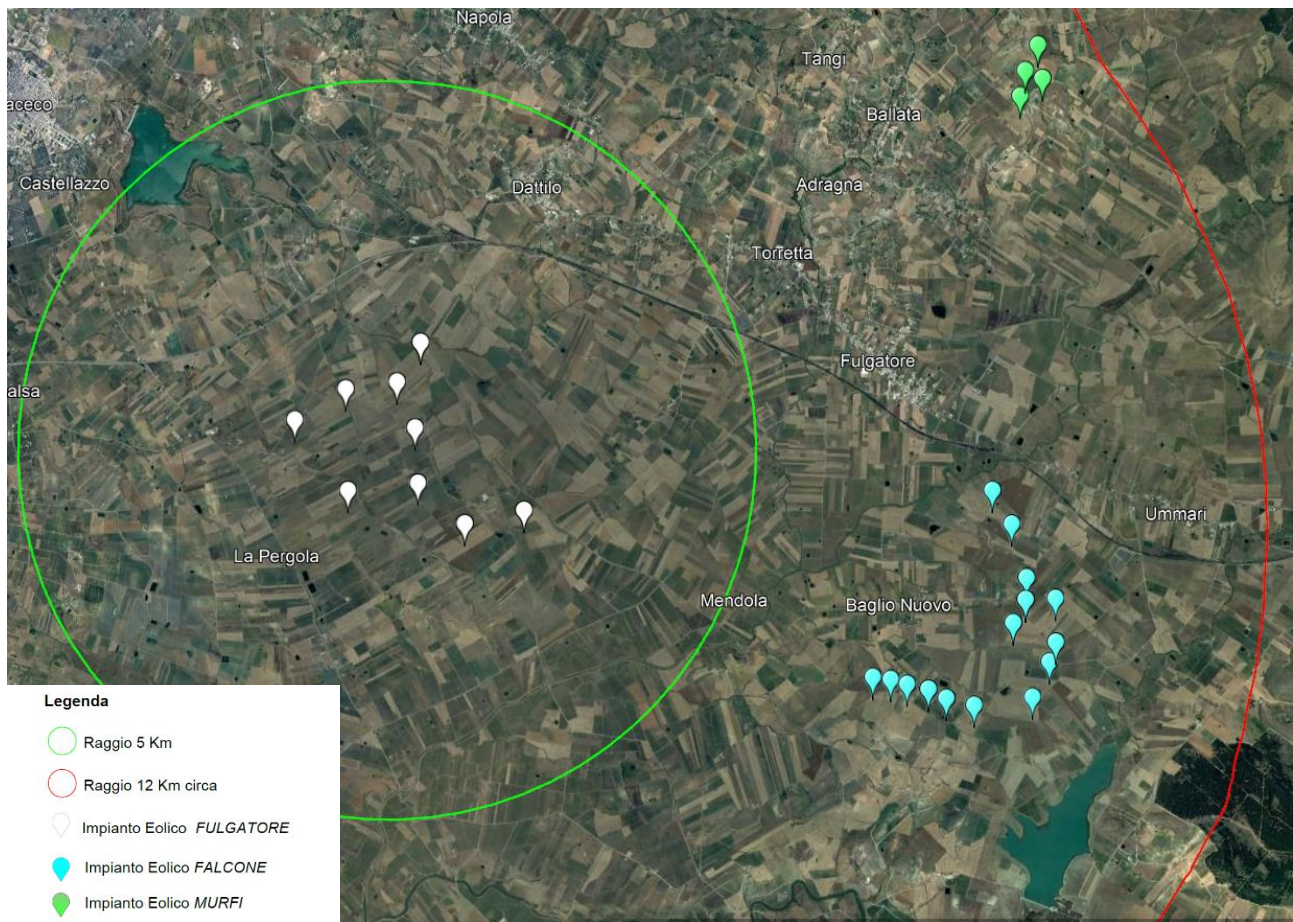 Napola
Tangi
aceco
Ballata
Castellazzo
Dattilo
Adragna
Torretta
Fulgatore
alsa
Ummari
La Pergola
Mendola
Baglio Nuovo
Legenda
Raggio 5 Km
Raggio 12 Km circa
Impianto Eolico FULGATORE
Impianto Eolico FALCONE
Impianto Eolico MURFI